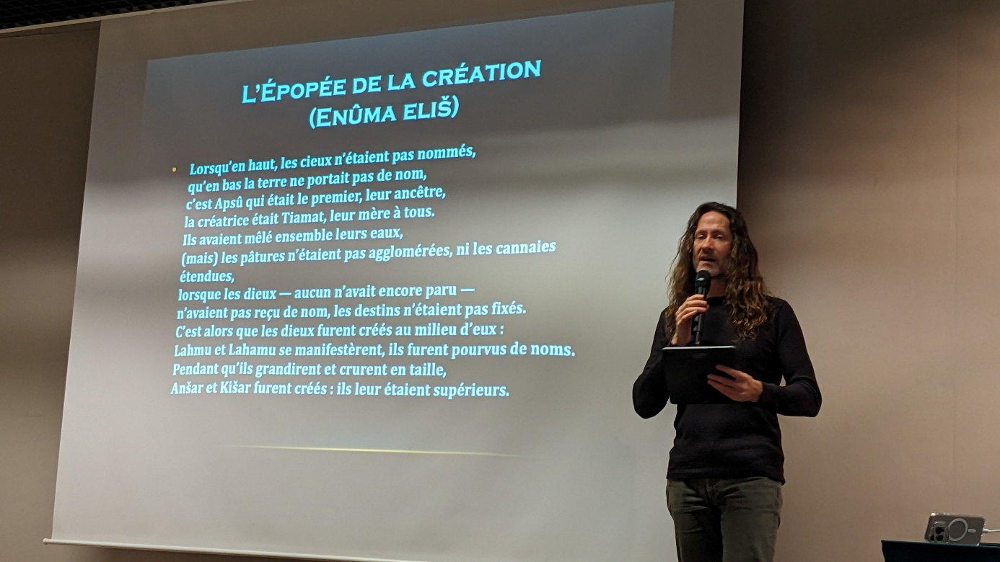 L'ÉPOPÉE DE LA CRÉATION
(ENÛMA ELIŠ)
• Lorsqu'en haut, les cieux n'étaient pas nommés,
qu'en bas la terre ne portait pas de nom,
c'est Apsû qui était le premier, leur ancêtre,
la créatrice était Tiamat, leur mère à tous.
Ils avaient mêlé ensemble leurs eaux,
(mais) les pâtures n'étaient pas agglomérées, ni les cannaies
étendues,
lorsque les dieux — aucun n'avait encore paru —
n'avaient pas reçu de nom, les destins n'étaient pas fixés.
C'est alors que les dieux furent créés au milieu d'eux :
Lahmu et Lahamu se manifestèrent, ils furent pourvus de noms.
Pendant qu'ils grandirent et crurent en taille,
Anšar et Kišar furent créés : ils leur étaient supérieurs.